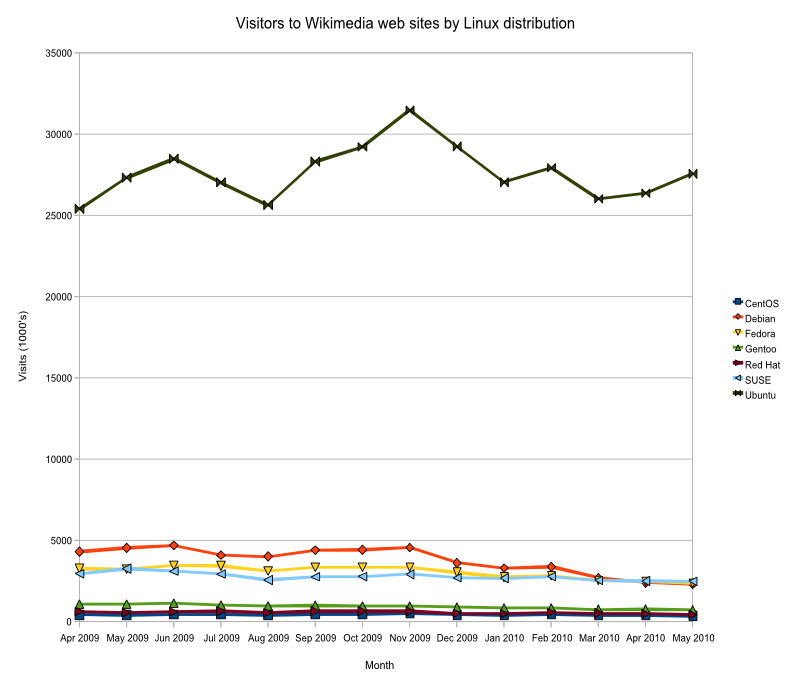 Visitors to Wikimedia web sites by Linux distribution
35000
30000
25000
20000
15000
10000
5000
0
Visits (1000's)
Apr 2009 May 2009 Jun 2009 Jul 2009 Aug 2009 Sep 2009 Oct 2009 Nov 2009 Dec 2009 Jan 2010 Feb 2010 Mar 2010 Apr 2010 May 2010
Month
CentOS
Debian
Fedora
Gentoo
Red Hat
SUSE
Ubuntu